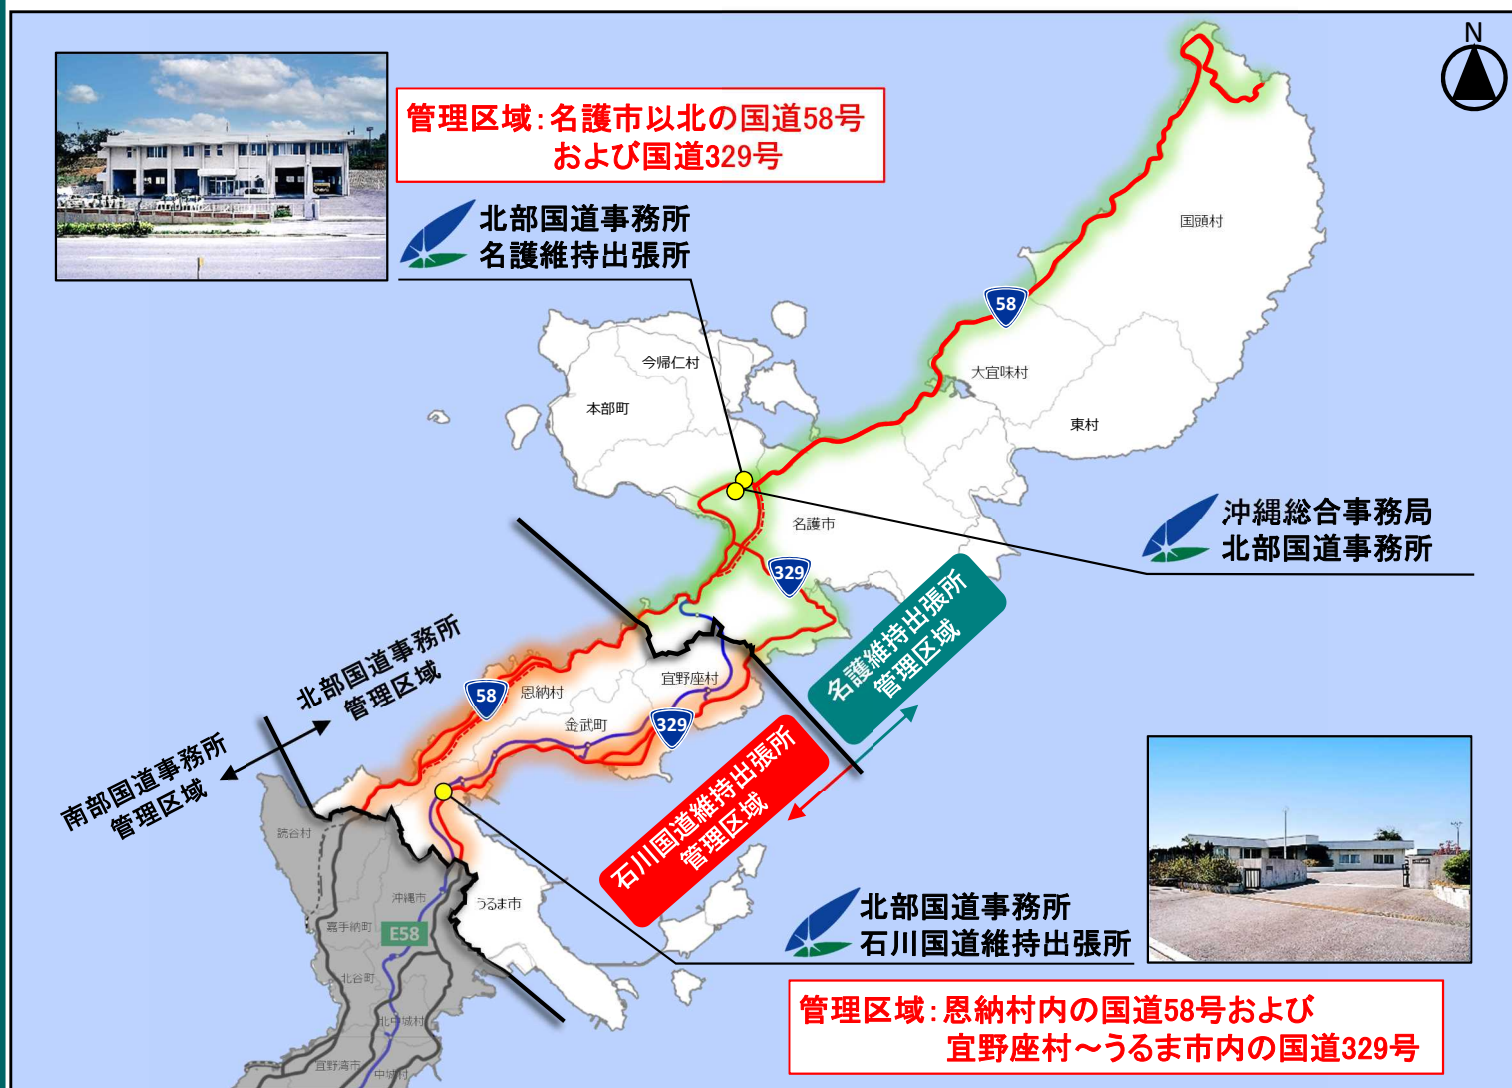 N
管理区域：名護市以北の国道58号
および国道329号
北部国道事務所
名護維持出張所
国頭村
58
今帰仁村
大宜味村
本部町
東村
名護市
沖縄総合事務局
北部国道事務所
329
名護維持出張所
管理区域
北部国道事務所
管理区域
宜野座村
恩納村
58
金武町
329
南部国道事務所
管理区域
石川国道維持出張所
管理区域
読谷村
沖縄市
うるま市
嘉手納町
E58
北部国道事務所
石川国道維持出張所
北谷町
北中城村
宜野湾市
中城村
管理区域：恩納村内の国道58号および
宜野座村～うるま市内の国道329号